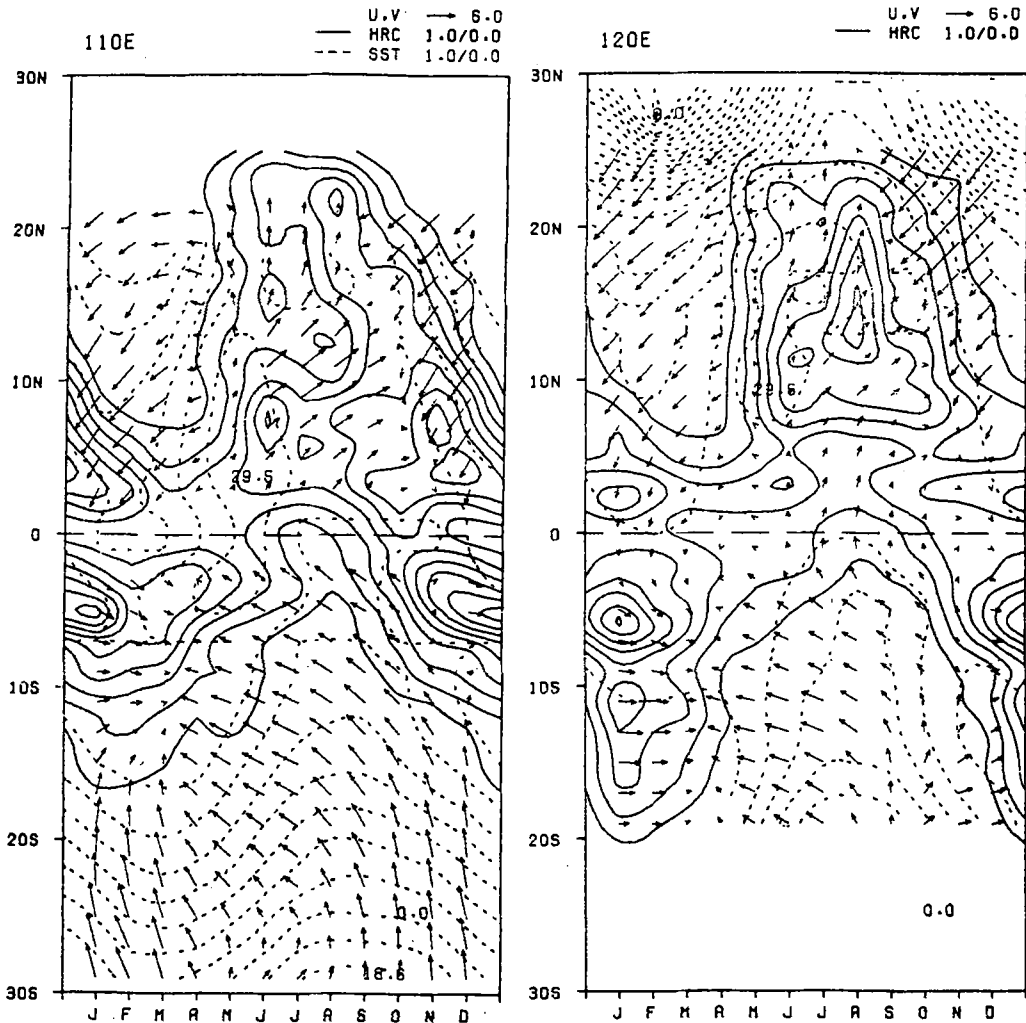 110E
U.V → 6.0
HRC 1.0/0.0
SST 1.0/0.0
30N
20N
10N
0
10S
20S
30S
29.5
0.0
18.6
J F M A M J J A S O N D
120E
U.V → 6.0
HRC 1.0/0.0
30N
20N
10N
0
10S
20S
30S
0.0
29.5
0.0
J F M A M J J A S O N D